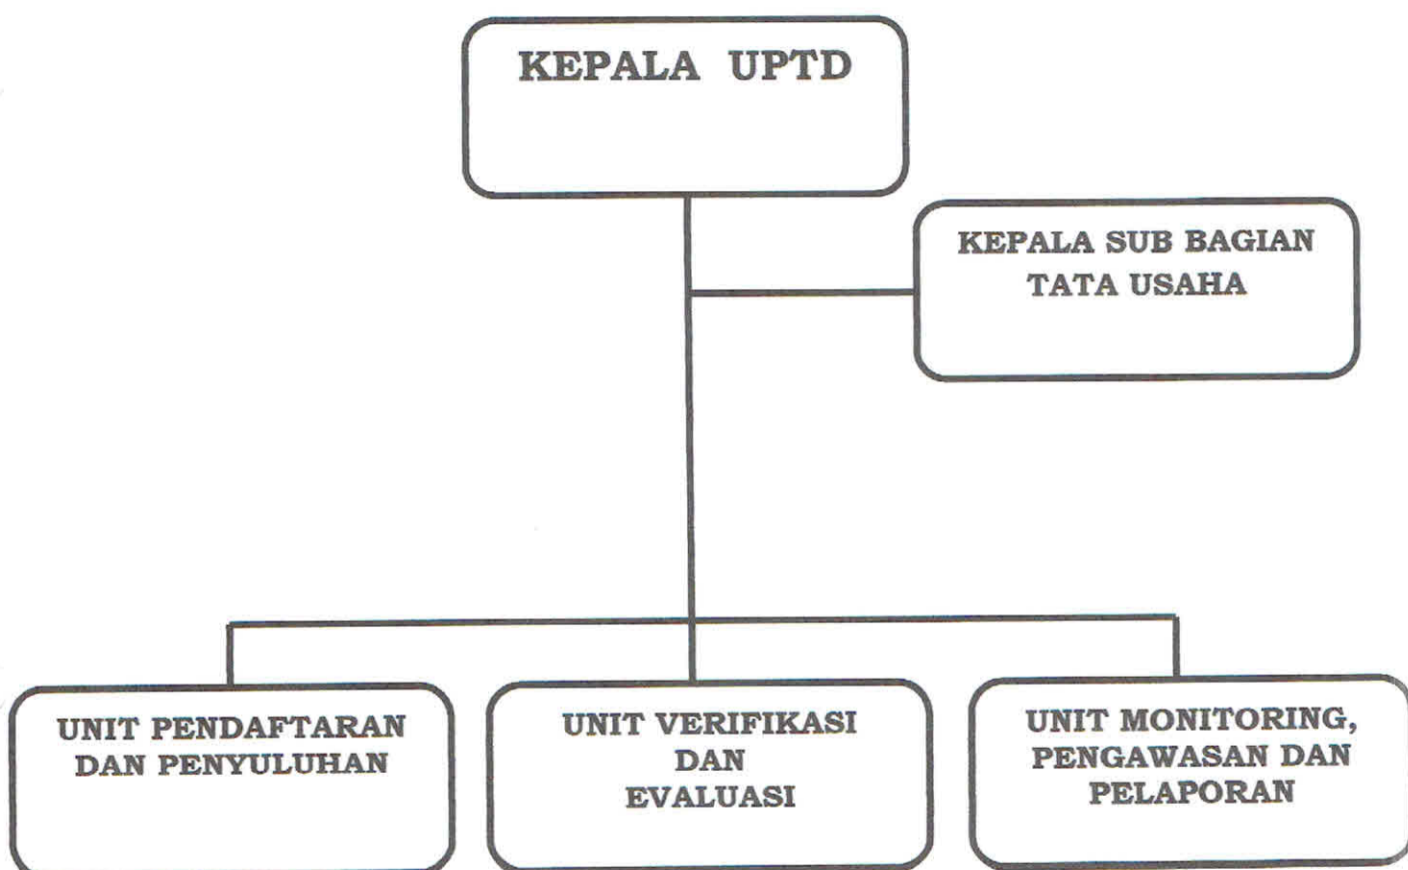 KEPALA UPTD
KEPALA SUB BAGIAN
TATA USAHA
UNIT PENDAFTARAN
DAN PENYULUHAN
UNIT VERIFIKASI
DAN
EVALUASI
UNIT MONITORING,
PENGAWASAN DAN
PELAPORAN